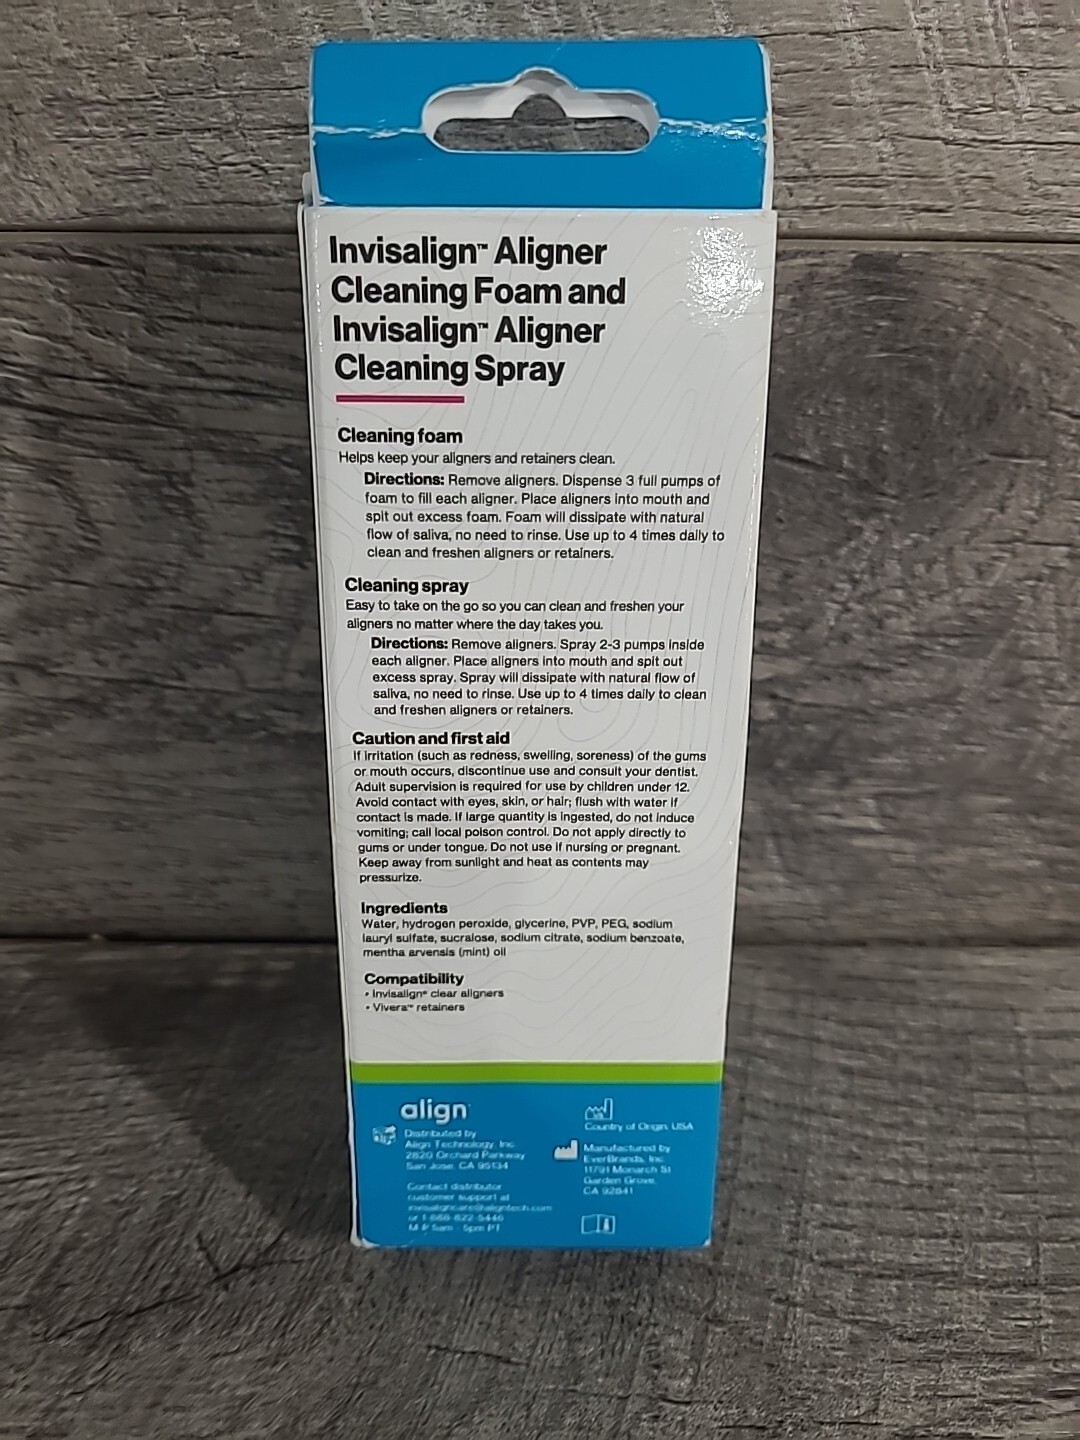 Invisalign™ Aligner
Cleaning Foam and
Invisalign™ Aligner
Cleaning Spray
Cleaning foam
Helps keep your aligners and retainers clean.
Directions: Remove aligners. Dispense 3 full pumps of
foam to fill each aligner. Place aligners into mouth and
spit out excess foam. Foam will dissipate with natural
flow of saliva, no need to rinse. Use up to 4 times daily to
clean and freshen aligners or retainers.
Cleaning spray
Easy to take on the go so you can clean and freshen your
aligners no matter where the day takes you.
Directions: Remove aligners. Spray 2-3 pumps inside
each aligner. Place aligners into mouth and spit out
excess spray. Spray will dissipate with natural flow of
saliva, no need to rinse. Use up to 4 times daily to clean
and freshen aligners or retainers.
Caution and first aid
If irritation (such as redness, swelling, soreness) of the gums
or mouth occurs, discontinue use and consult your dentist.
Adult supervision is required for use by children under 12.
Avoid contact with eyes, skin, or hair; flush with water if
contact is made. If large quantity is ingested, do not induce
vomiting; call local poison control. Do not apply directly to
gums or under tongue. Do not use if nursing or pregnant.
Keep away from sunlight and heat as contents may
pressurize.
Ingredients
Water, hydrogen peroxide, glycerine, PVP, PEG, sodium
lauryl sulfate, sucralose, sodium citrate, sodium benzoate,
mentha arvensis (mint) oil
Compatibility
• Invisalign® clear aligners
• Vivera™ retainers
align
Distributed by
Align Technology, Inc.
2820 Orchard Parkway
San Jose, CA 95134
Contact distributor
customer support at
invisaligncare@aligntech.com
or 1-888-822-5446
M-F 5am - 5pm PT
Country of Origin: USA
Manufactured by
EverBrands, Inc.
11791 Monarch St
Garden Grove,
CA 92841